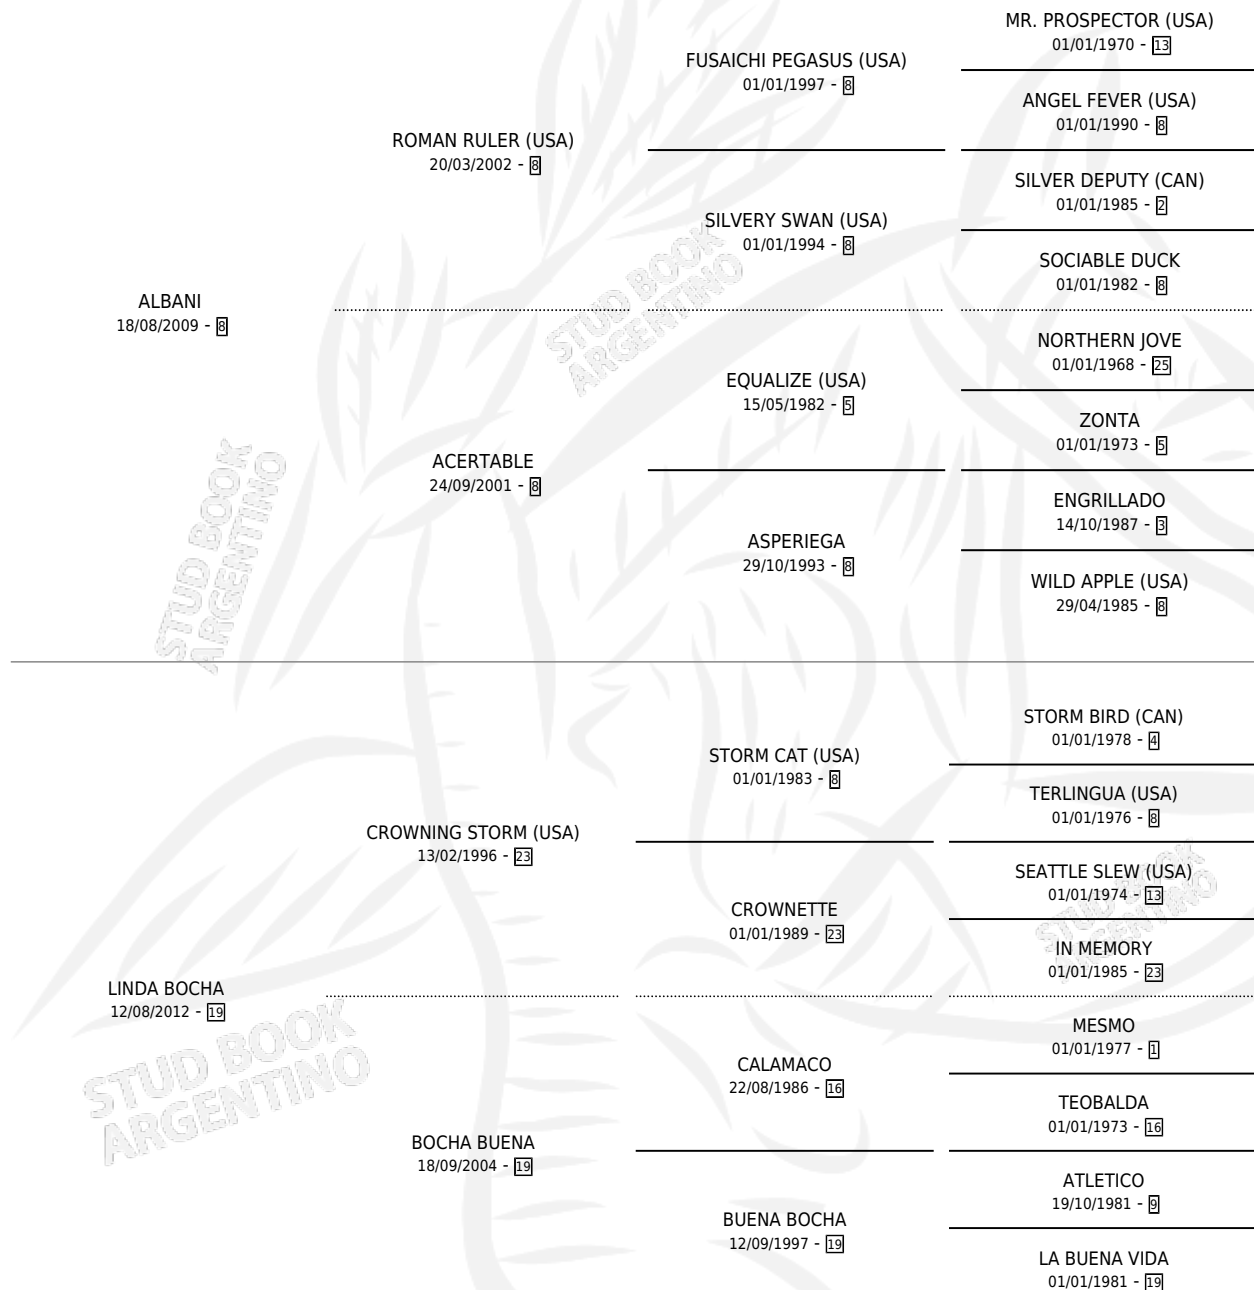 MR. PROSPECTOR (USA)
01/01/1970 - 13
FUSAICHI PEGASUS (USA)
01/01/1997 - 8
ANGEL FEVER (USA)
01/01/1990 - 8
ROMAN RULER (USA)
20/03/2002 - 8
SILVER DEPUTY (CAN)
01/01/1985 - 2
SILVERY SWAN (USA)
01/01/1994 - 8
SOCIABLE DUCK
01/01/1982 - 8
ALBANI
18/08/2009 - 8
NORTHERN JOVE
01/01/1968 - 25
EQUALIZE (USA)
15/05/1982 - 5
ZONTA
01/01/1973 - 5
ACERTABLE
24/09/2001 - 8
ENGRILLADO
14/10/1987 - 3
ASPERIEGA
29/10/1993 - 8
WILD APPLE (USA)
29/04/1985 - 8
STORM BIRD (CAN)
01/01/1978 - 4
STORM CAT (USA)
01/01/1983 - 8
TERLINGUA (USA)
01/01/1976 - 8
CROWNING STORM (USA)
13/02/1996 - 23
SEATTLE SLEW (USA)
01/01/1974 - 13
CROWNETTE
01/01/1989 - 23
IN MEMORY
01/01/1985 - 23
LINDA BOCHA
12/08/2012 - 19
MESMO
01/01/1977 - 1
CALAMACO
22/08/1986 - 16
TEOBALDA
01/01/1973 - 16
BOCHA BUENA
18/09/2004 - 19
ATLETICO
19/10/1981 - 9
BUENA BOCHA
12/09/1997 - 19
LA BUENA VIDA
01/01/1981 - 19
STUD BOOK
ARGENTINO
STUD BOOK
ARGENTINO
STUD BOOK
ARGENTINO
STUD BOOK
ARGENTINO